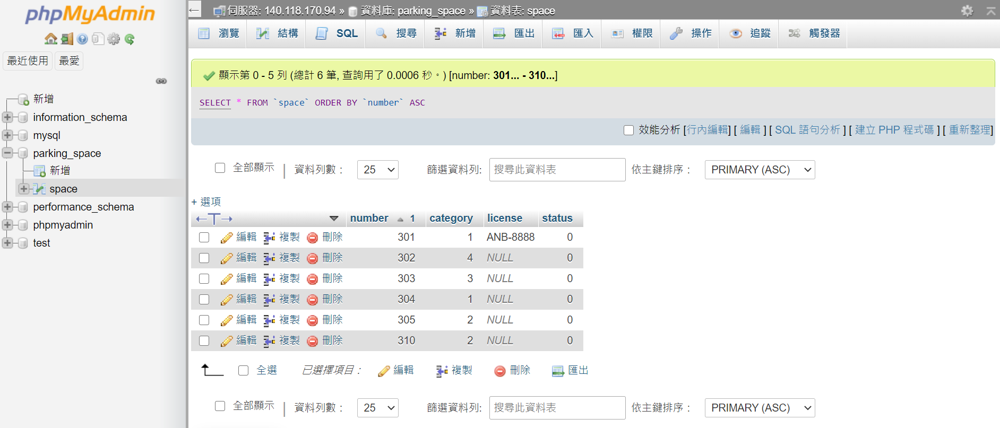 phpMyAdmin
最近使用 最愛
新增
information_schema
mysql
parking_space
新增
space
performance_schema
phpmyadmin
test
伺服器: 140.118.170.94 » 資料庫: parking_space » 資料表: space
瀏覽 結構 SQL 搜尋 新增 匯出 匯入 權限 操作 追蹤 觸發器
顯示第 0 - 5 列 (總計 6 筆, 查詢用了 0.0006 秒。) [number: 301... - 310...]
SELECT * FROM `space` ORDER BY `number` ASC
效能分析 [行內編輯] [ 編輯 ] [ SQL 語句分析 ] [ 建立 PHP 程式碼 ] [ 重新整理]
全部顯示 | 資料列數： 25 篩選資料列: 搜尋此資料表 依主鍵排序： PRIMARY (ASC)
+ 選項
←T→ number 1 category license status
編輯 複製 刪除 301 1 ANB-8888 0
編輯 複製 刪除 302 4 NULL 0
編輯 複製 刪除 303 3 NULL 0
編輯 複製 刪除 304 1 NULL 0
編輯 複製 刪除 305 2 NULL 0
編輯 複製 刪除 310 2 NULL 0
全選 已選擇項目： 編輯 複製 刪除 匯出
全部顯示 | 資料列數： 25 篩選資料列: 搜尋此資料表 依主鍵排序： PRIMARY (ASC)